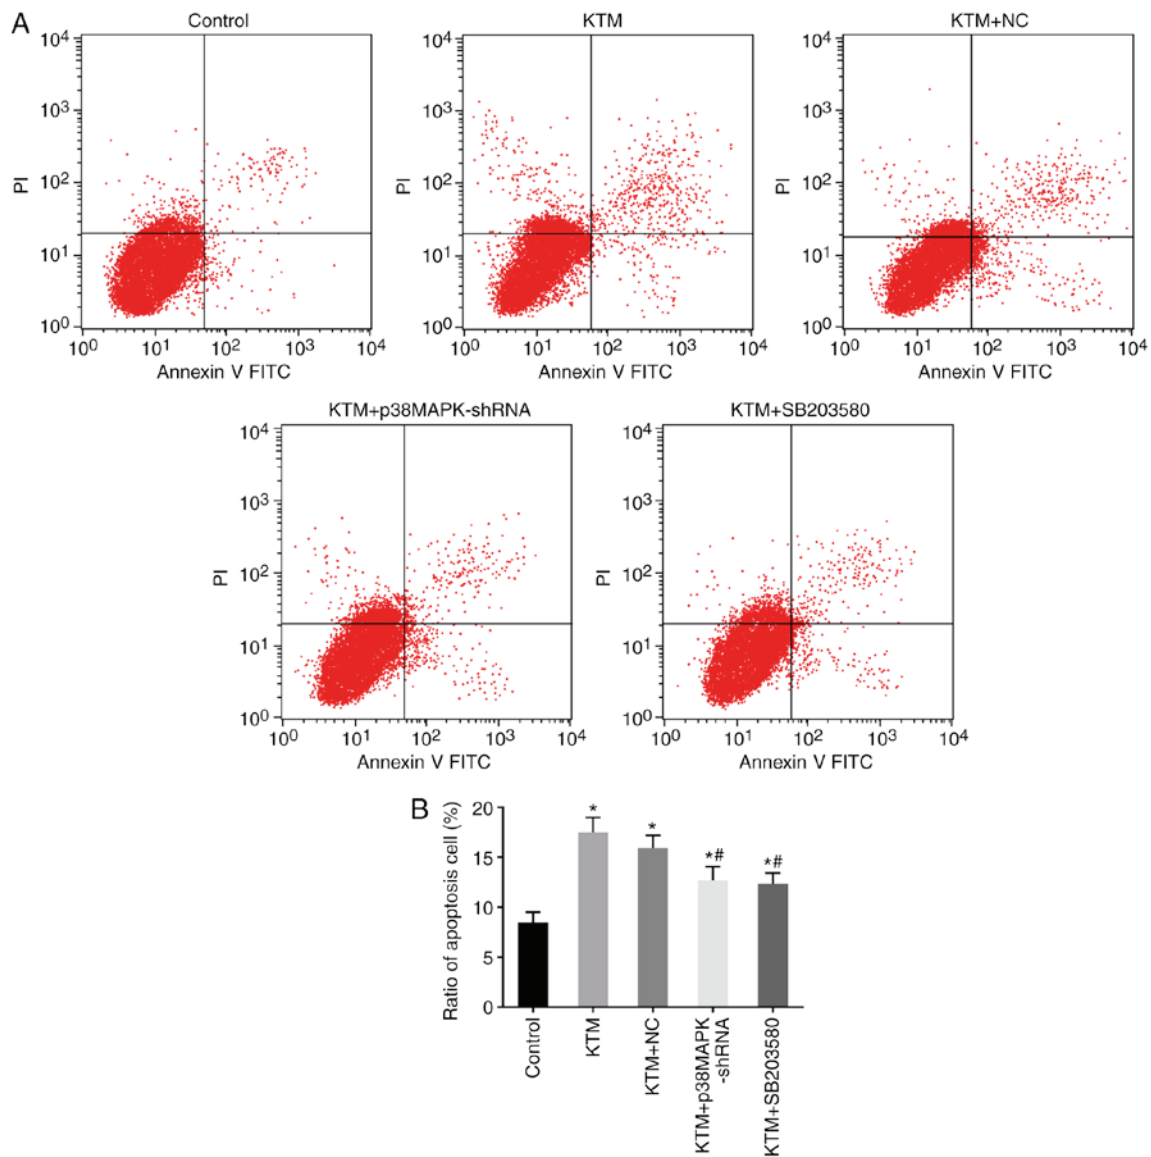 A
Control
KTM
KTM+NC
10⁴
10³
10²
10¹
10⁰
PI
10⁰ 10¹ 10² 10³ 10⁴
Annexin V FITC
10⁴
10³
10²
10¹
10⁰
PI
10⁰ 10¹ 10² 10³ 10⁴
Annexin V FITC
10⁴
10³
10²
10¹
10⁰
PI
10⁰ 10¹ 10² 10³ 10⁴
Annexin V FITC
KTM+p38MAPK-shRNA
KTM+SB203580
10⁴
10³
10²
10¹
10⁰
PI
10⁰ 10¹ 10² 10³ 10⁴
Annexin V FITC
10⁴
10³
10²
10¹
10⁰
PI
10⁰ 10¹ 10² 10³ 10⁴
Annexin V FITC
B
Ratio of apoptosis cell (%)
20
15
10
5
0
*
*
*#
*#
Control
KTM
KTM+NC
KTM+p38MAPK
-shRNA
KTM+SB203580